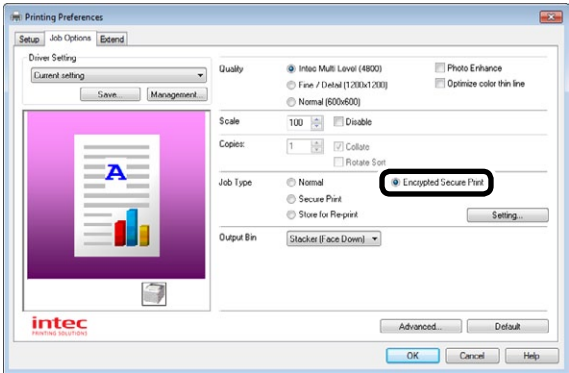 Printing Preferences
Setup Job Options Extend
Driver Setting
Current setting
Save... Management...
A
intec
PRINTING SOLUTIONS
Quality Intec Multi Level (4800) Photo Enhance
Fine / Detail (1200x1200) Optimize color thin line
Normal (600x600)
Scale 100 Disable
Copies: 1 Collate
Rotate Sort
Job Type Normal Encrypted Secure Print
Secure Print
Store for Re-print Setting...
Output Bin Stacker (Face Down)
Advanced... Default
OK Cancel Help